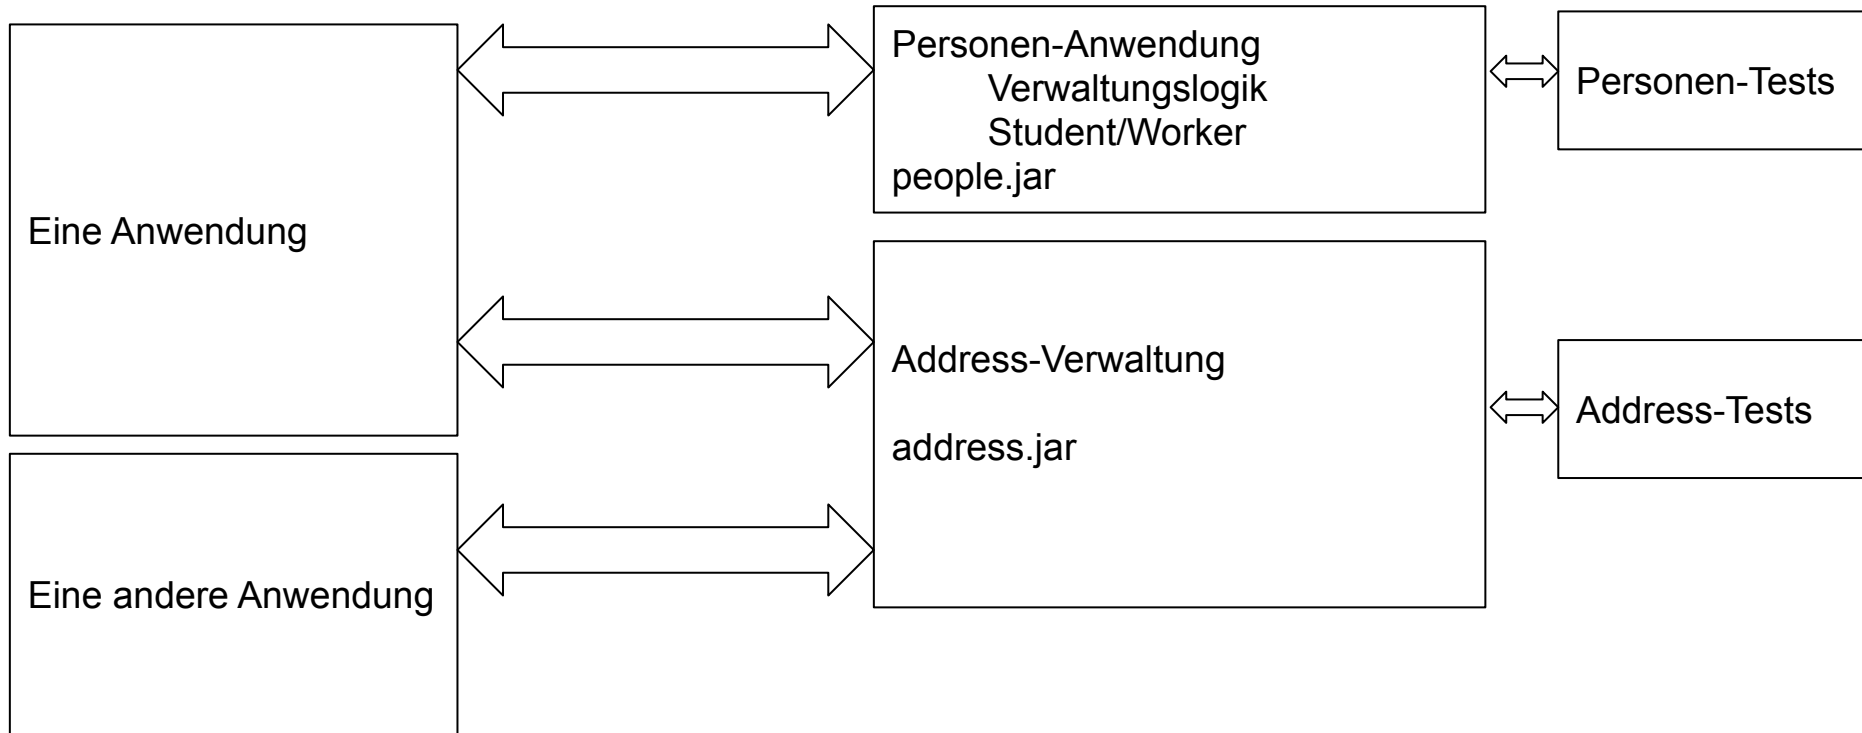 Eine Anwendung
Personen-Anwendung
Verwaltungslogik
Student/Worker
people.jar
Personen-Tests
Address-Verwaltung
address.jar
Address-Tests
Eine andere Anwendung